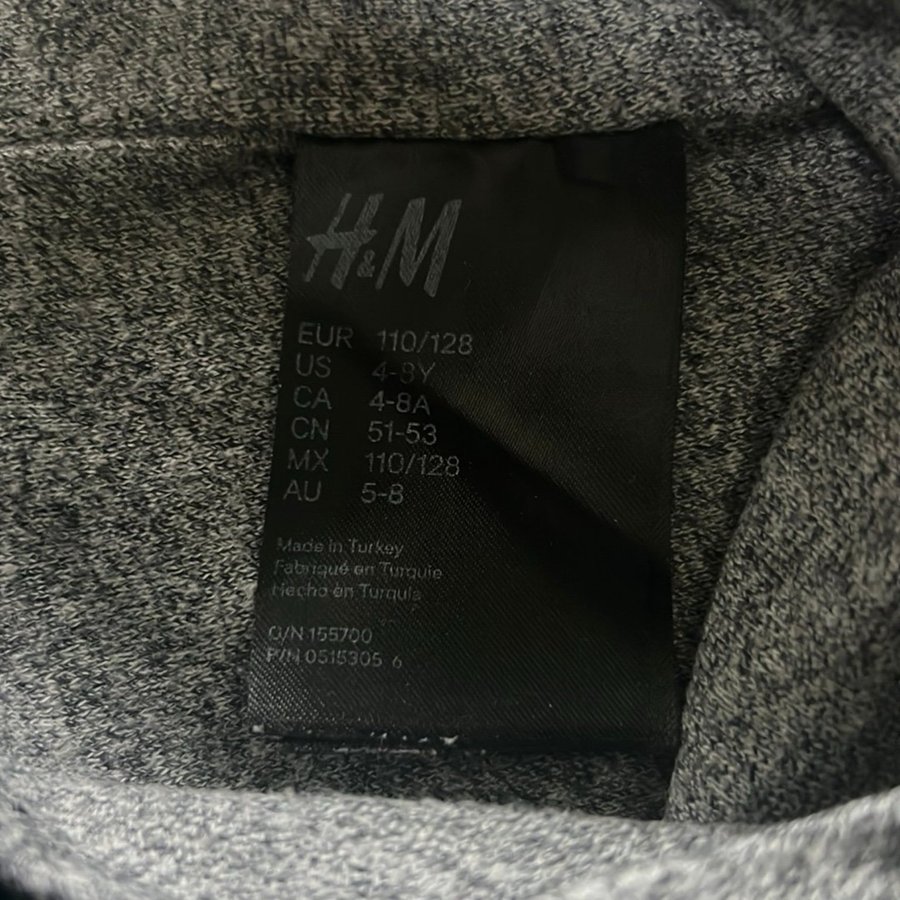 H&M
EUR 110/128
US 4-8Y
CA 4-8A
CN 51-53
MX 110/128
AU 5-8
Made in Turkey
Fabriqué en Turquie
Hecho en Turquía
O/N 155700
P/N 0515305 6